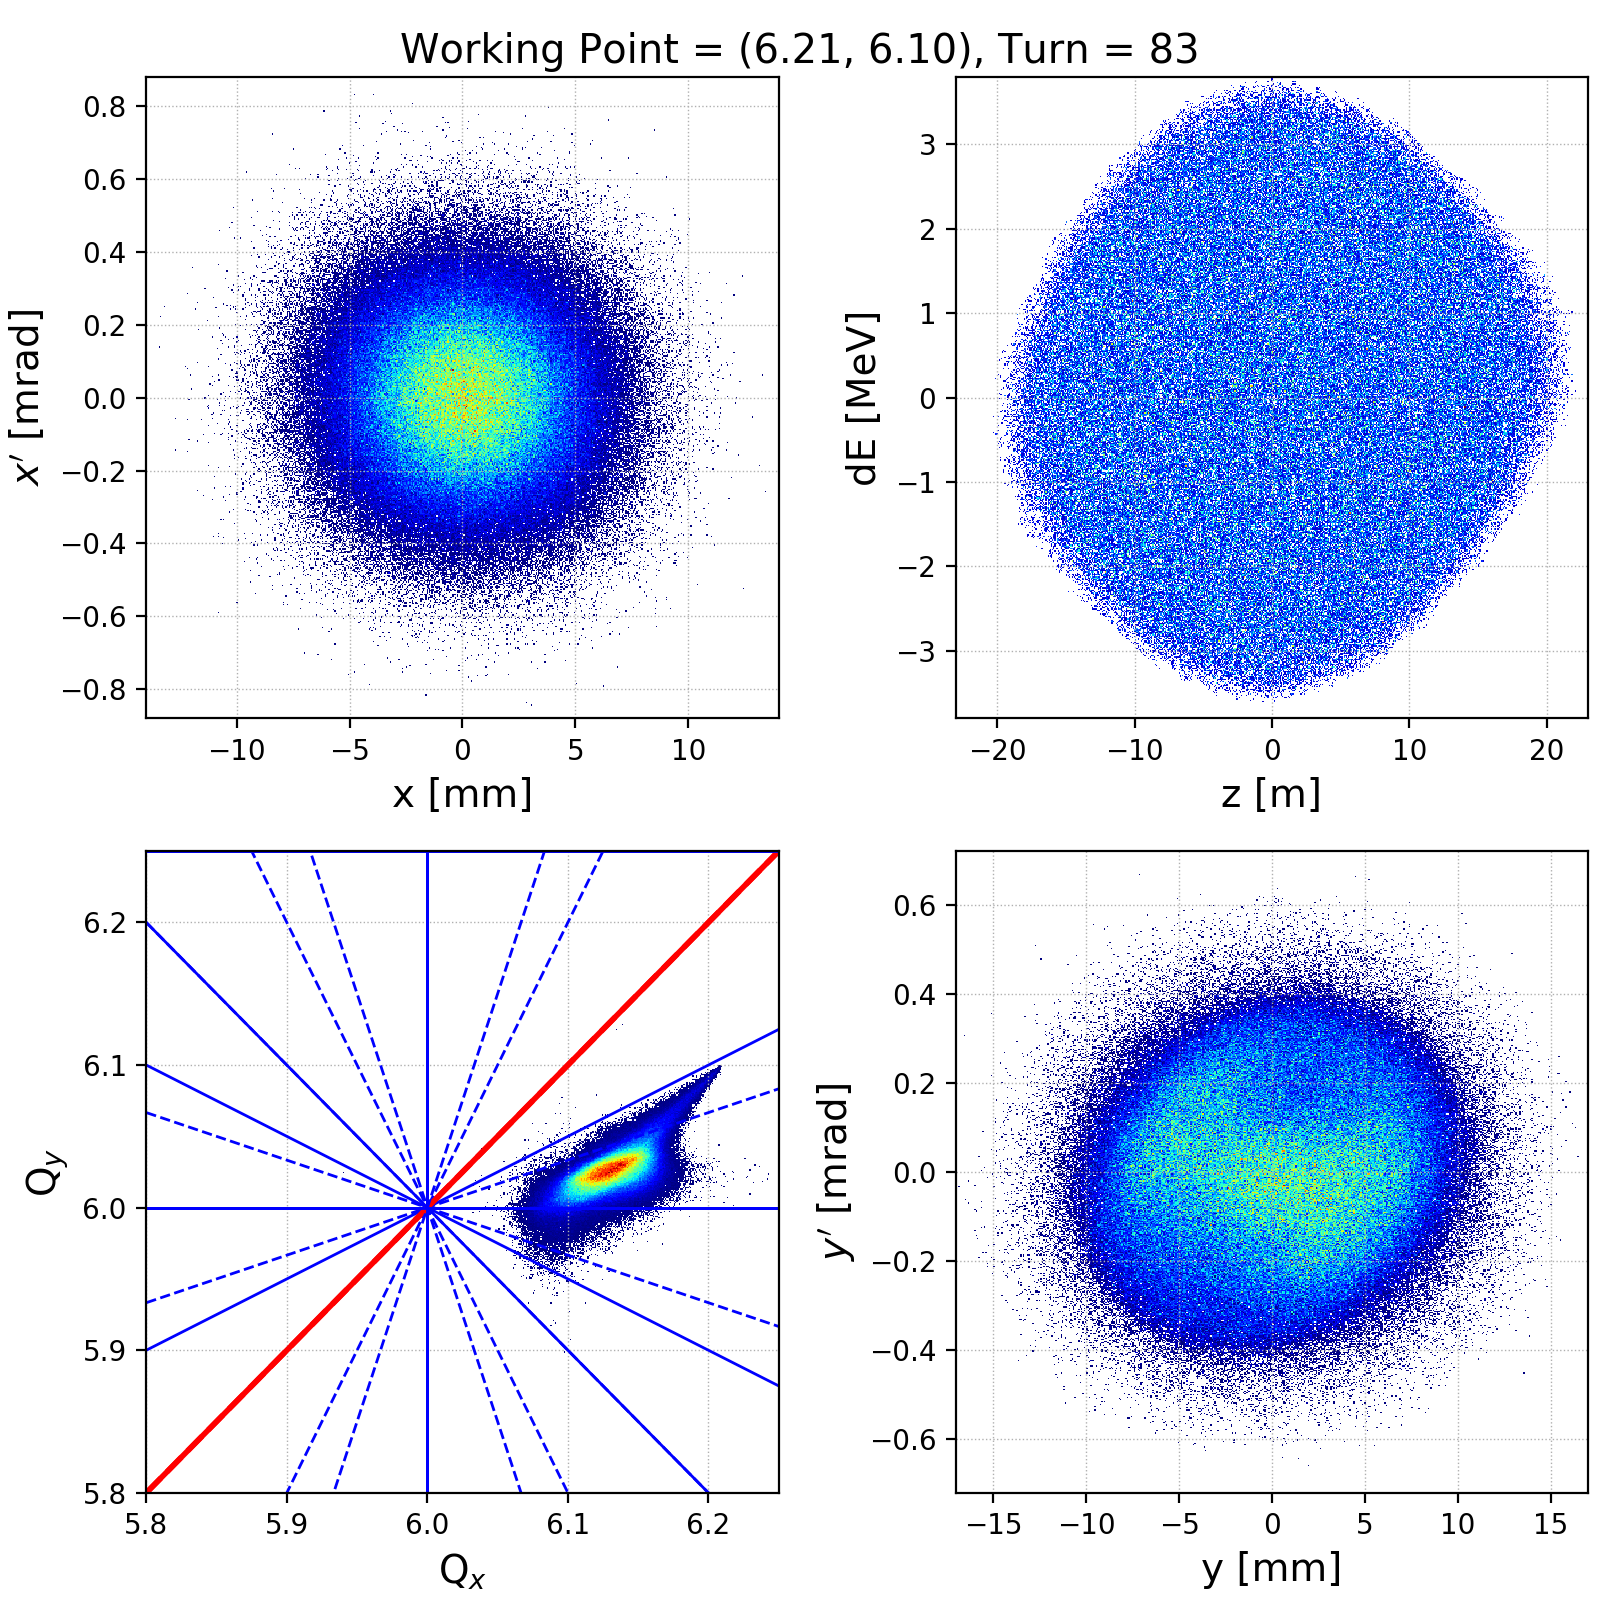 Working Point = (6.21, 6.10), Turn = 83
0.8
0.6
0.4
0.2
0.0
−0.2
−0.4
−0.6
−0.8
x′ [mrad]
−10 −5 0 5 10
x [mm]
3
2
1
0
−1
−2
−3
dE [MeV]
−20 −10 0 10 20
z [m]
6.2
6.1
6.0
5.9
5.8
Qy
5.8 5.9 6.0 6.1 6.2
Qx
0.6
0.4
0.2
0.0
−0.2
−0.4
−0.6
y′ [mrad]
−15 −10 −5 0 5 10 15
y [mm]